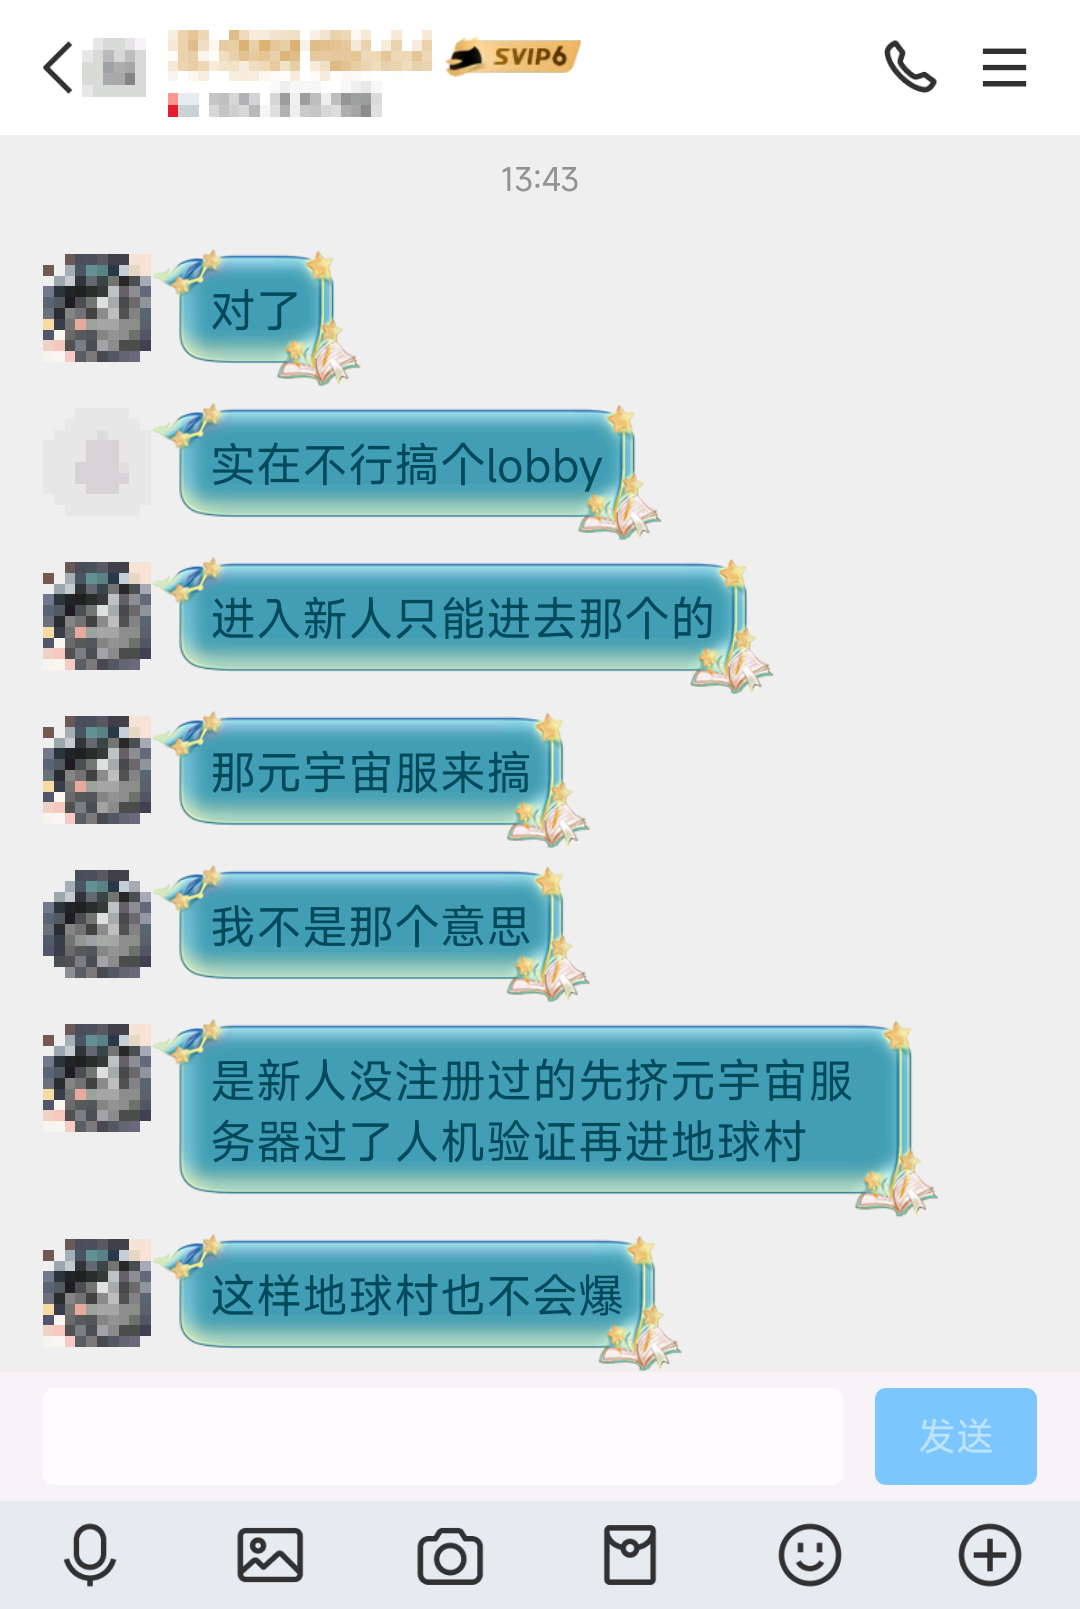 SVIP6
13:43
对了
实在不行搞个lobby
进入新人只能进去那个的
那元宇宙服来搞
我不是那个意思
是新人没注册过的先挤元宇宙服
务器过了人机验证再进地球村
这样地球村也不会爆
发送